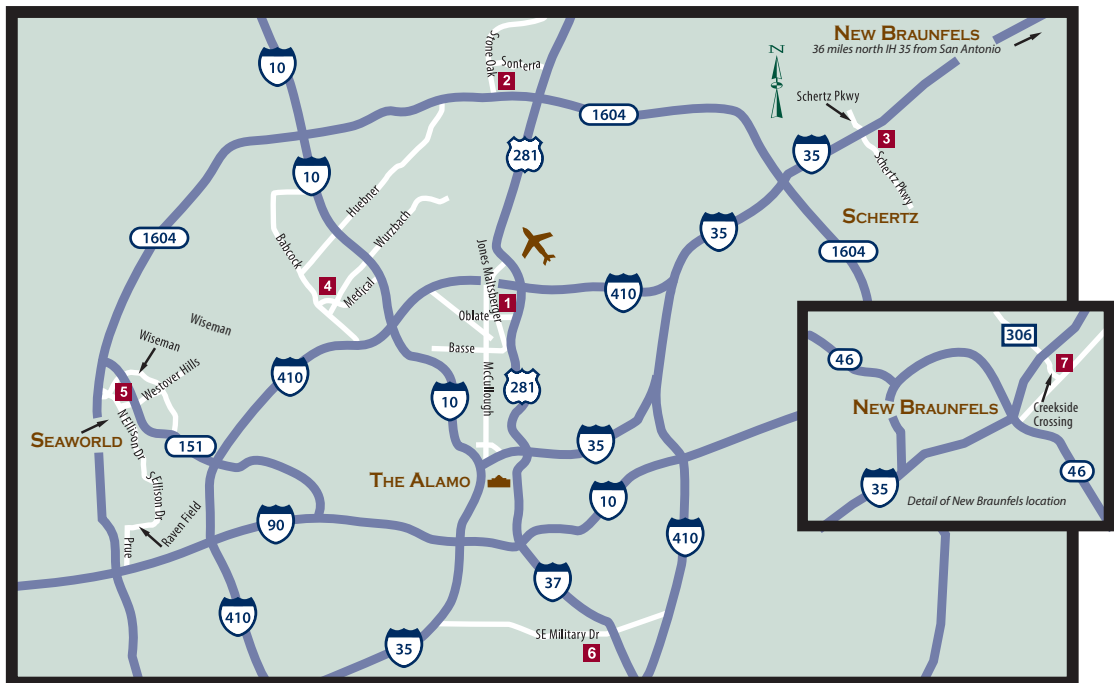 NEW BRAUNFELS
36 miles north IH 35 from San Antonio
N
10
Stone Oak
Sonterra
2
1604
Schertz Pkwy
3
35
Schertz Pkwy
281
10
Huebner
Wurzbach
Babcock
Medical
4
SCHERTZ
1604
35
1604
410
Jones Maltsberger
1
Oblate
Basse
McCullough
Wiseman
Wiseman
Westover Hills
5
410
SEAWORLD
N Ellison Dr
151
S Ellison Dr
Raven Field
Prue
90
10
281
35
THE ALAMO
10
410
37
410
35
SE Military Dr
6
306
7
46
NEW BRAUNFELS
Creekside
Crossing
46
35
Detail of New Braunfels location